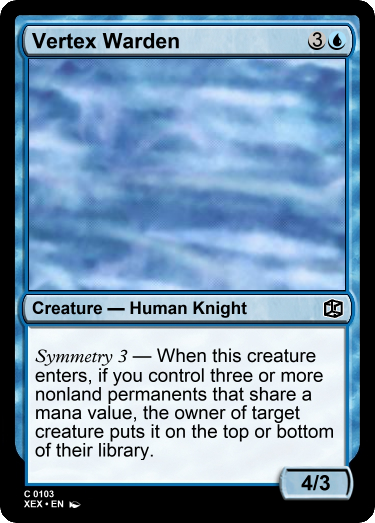 Vertex Warden 3
Creature — Human Knight
Symmetry 3 — When this creature
enters, if you control three or more
nonland permanents that share a
mana value, the owner of target
creature puts it on the top or bottom
of their library.
4/3
C 0103
XEX • EN